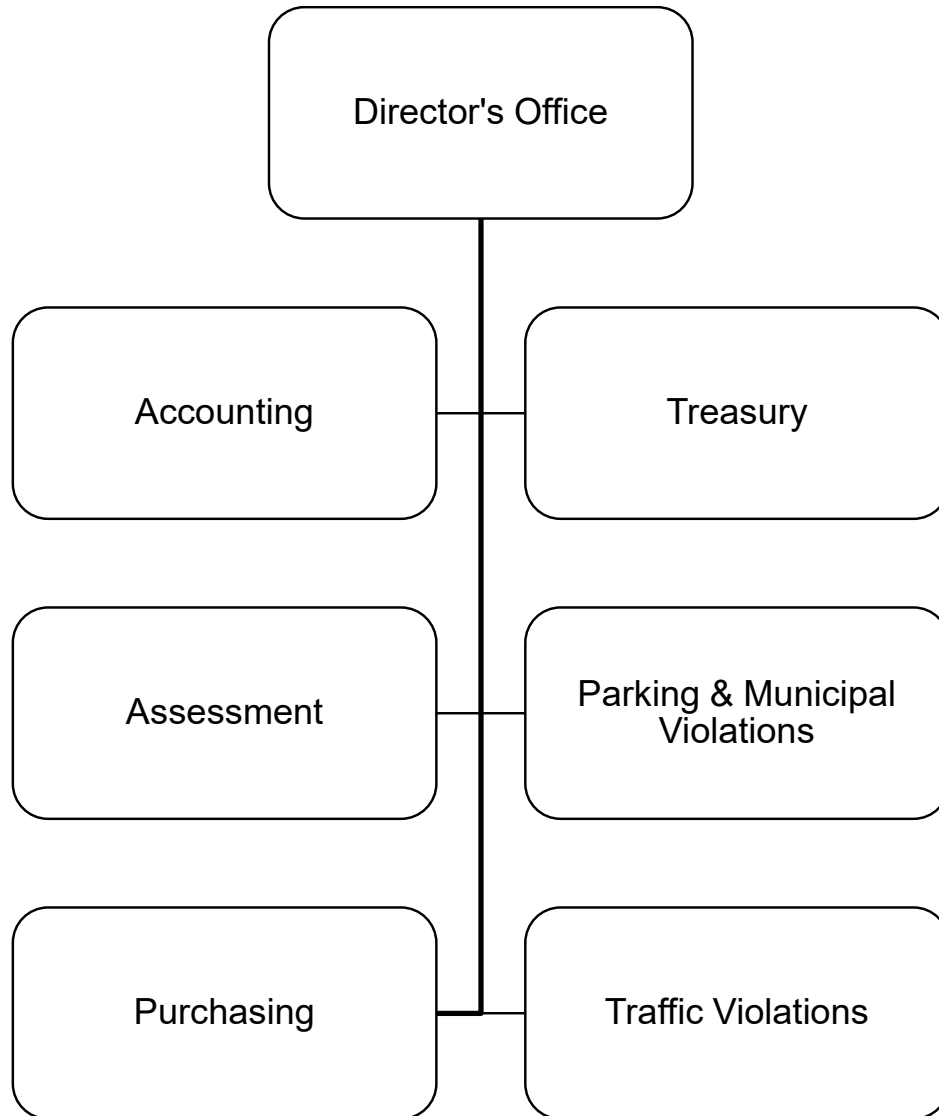 Director's Office
Accounting
Treasury
Assessment
Parking & Municipal
Violations
Purchasing
Traffic Violations